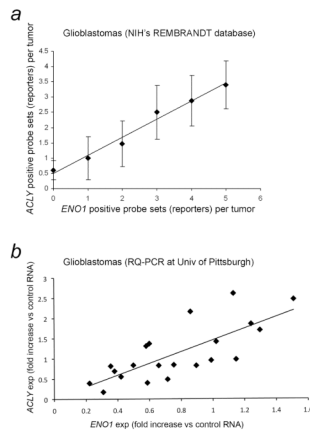 a
Glioblastomas (NIH's REMBRANDT database)
ACLY positive probe sets (reporters) per tumor
4.5
4
3.5
3
2.5
2
1.5
1
0.5
0
0 1 2 3 4 5 6
ENO1 positive probe sets (reporters) per tumor
b
Glioblastomas (RQ-PCR at Univ of Pittsburgh)
ACLY exp (fold increase vs control RNA)
3
2.5
2
1.5
1
0.5
0
0 0.2 0.4 0.6 0.8 1 1.2 1.4 1.6
ENO1 exp (fold increase vs control RNA)